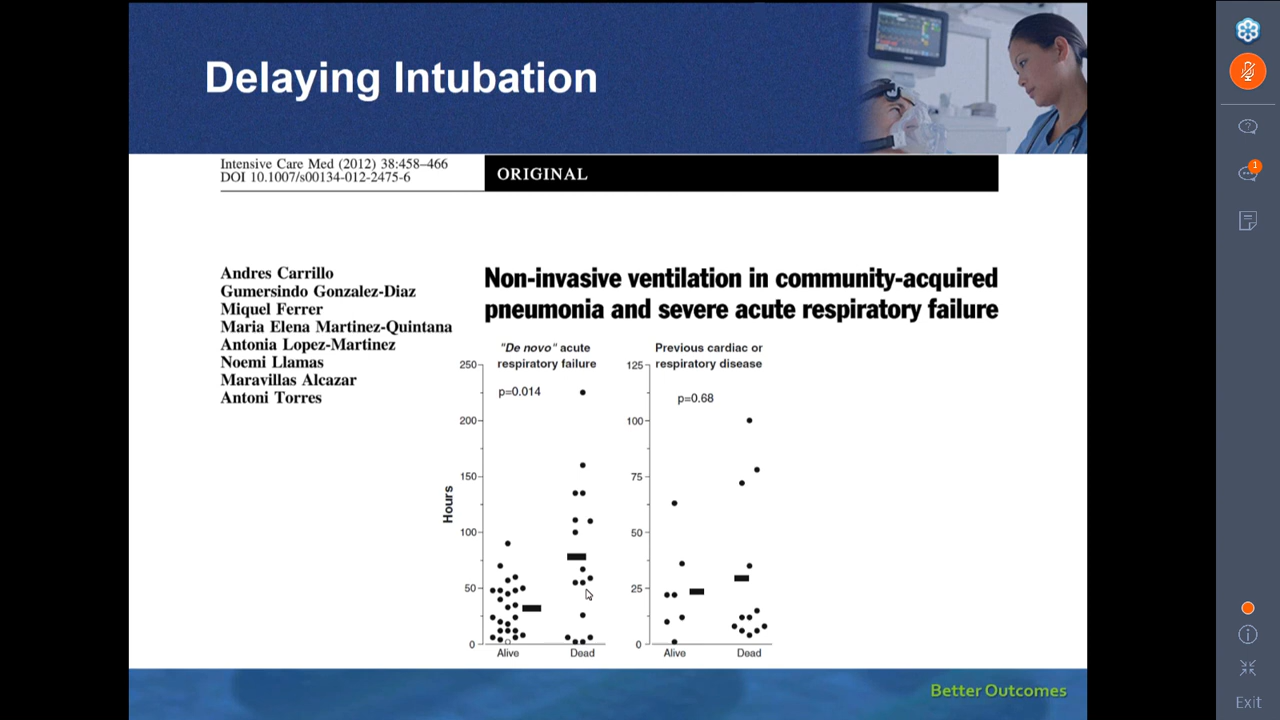 Delaying Intubation
Intensive Care Med (2012) 38:458–466
DOI 10.1007/s00134-012-2475-6
ORIGINAL
Andres Carrillo
Gumersindo Gonzalez-Diaz
Miquel Ferrer
Maria Elena Martinez-Quintana
Antonia Lopez-Martinez
Noemi Llamas
Maravillas Alcazar
Antoni Torres
Non-invasive ventilation in community-acquired
pneumonia and severe acute respiratory failure
"De novo" acute
respiratory failure
p=0.014
Hours
250
200
150
100
50
0
Alive Dead
Previous cardiac or
respiratory disease
p=0.68
125
100
75
50
25
0
Alive Dead
Better Outcomes
1
Exit